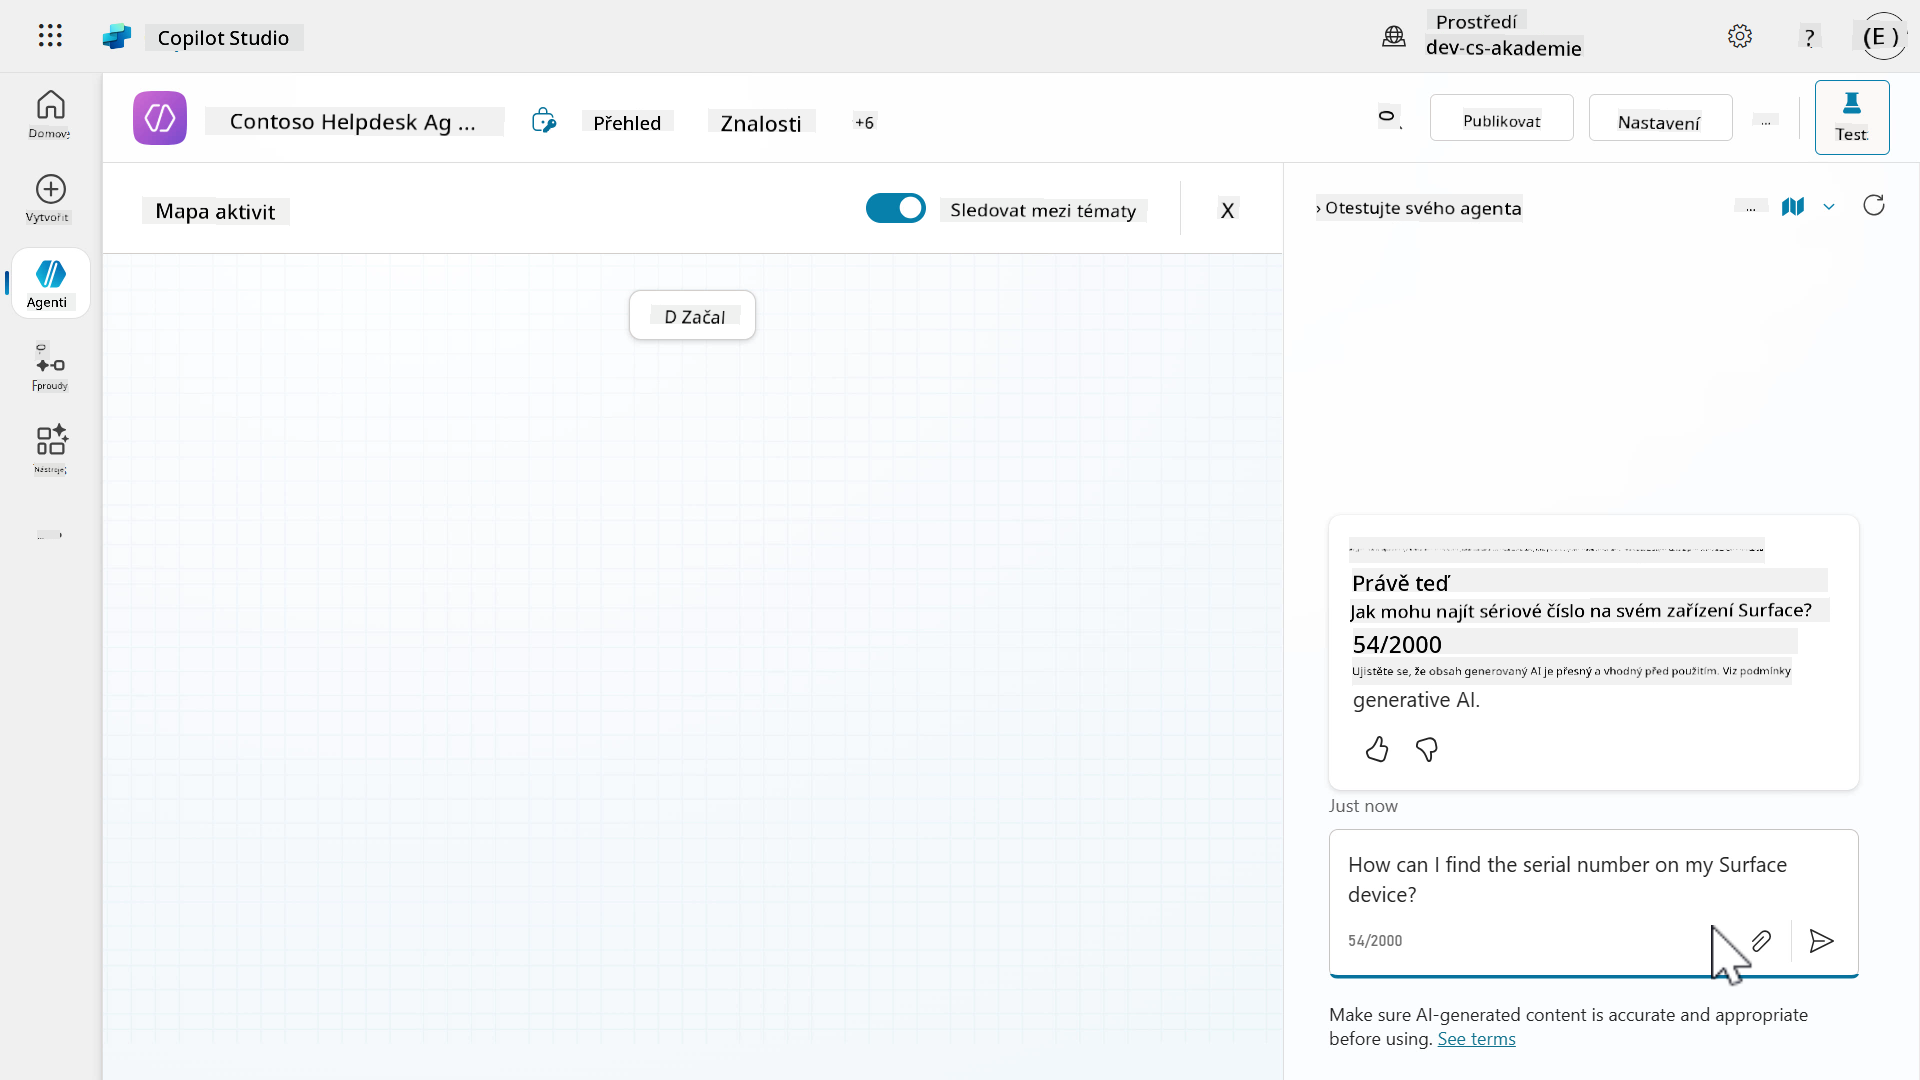 Copilot Studio
Prostředí
dev-cs-akademie
?
(E )
Contoso Helpdesk Ag ...
Přehled
Znalosti
+6
Publikovat
Nastavení
...
Test
Vytvořit
Agenti
Nástroje
Mapa aktivit
Sledovat mezi tématy
X
› Otestujte svého agenta
...
D Začal
Právě teď
Jak mohu najít sériové číslo na svém zařízení Surface?
54/2000
Ujistěte se, že obsah generovaný AI je přesný a vhodný před použitím. Viz podmínky
generative AI.
Just now
How can I find the serial number on my Surface
device?
54/2000
Make sure AI-generated content is accurate and appropriate
before using. See terms